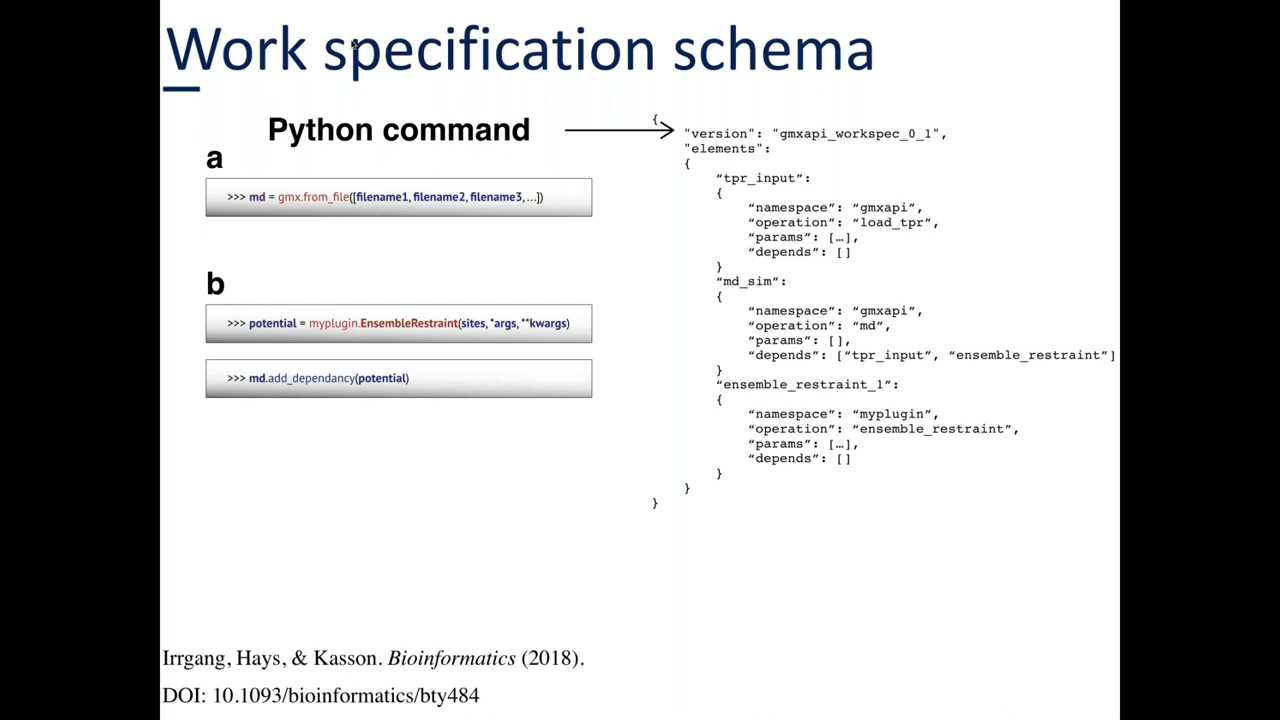 Work specification schema
Python command
a
>>> md = gmx.from_file([filename1, filename2, filename3, ...])
b
>>> potential = myplugin.EnsembleRestraint(sites, *args, **kwargs)
>>> md.add_dependancy(potential)
{
"version": "gmxapi_workspec_0_1",
"elements":
{
“tpr_input”:
{
“namespace”: “gmxapi”,
“operation”: “load_tpr”,
“params”: […],
“depends”: []
}
“md_sim”:
{
“namespace”: “gmxapi”,
“operation”: “md”,
“params”: [],
“depends”: [“tpr_input”, “ensemble_restraint”]
}
“ensemble_restraint_1”:
{
“namespace”: “myplugin”,
“operation”: “ensemble_restraint”,
“params”: […],
“depends”: []
}
}
}
Irrgang, Hays, & Kasson. Bioinformatics (2018).
DOI: 10.1093/bioinformatics/bty484